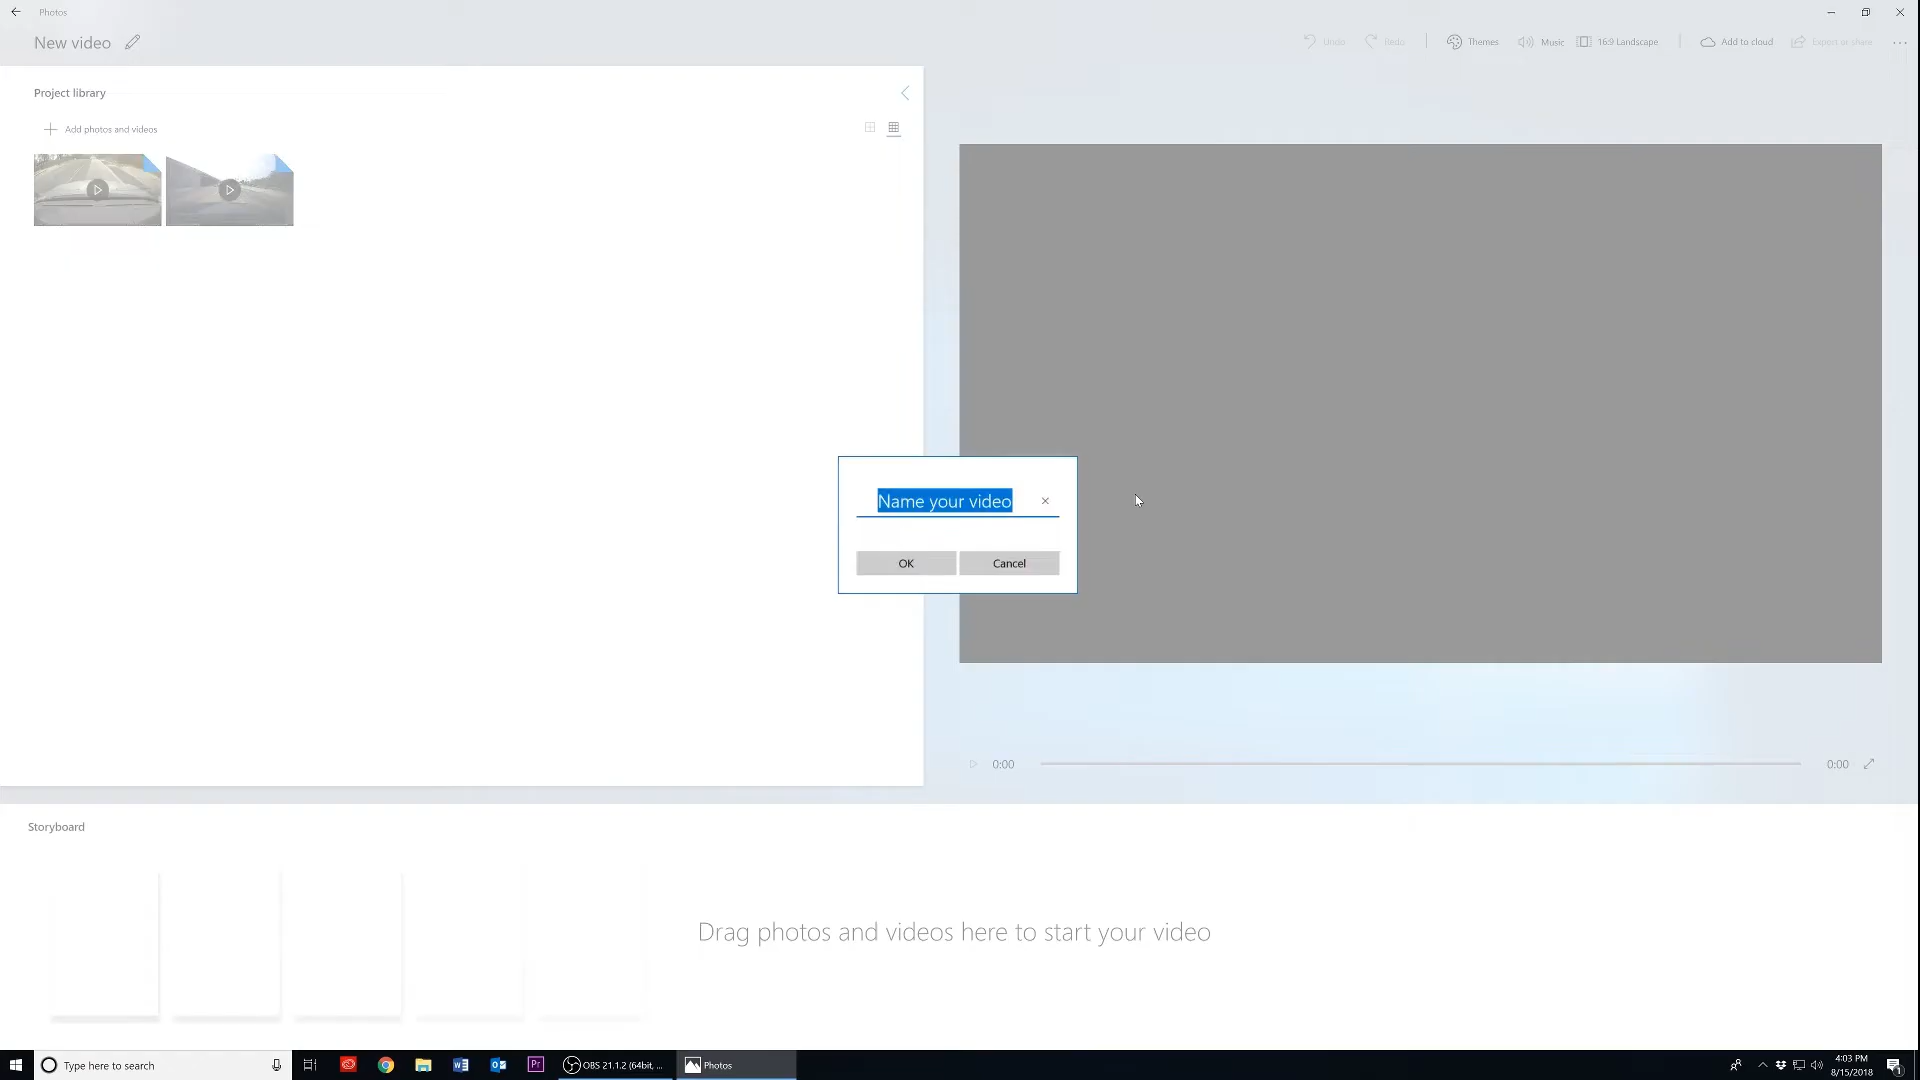 Photos
New video
Undo
Redo
Themes
Music
16:9 Landscape
Add to cloud
Export or share
Project library
Add photos and videos
Name your video
OK
Cancel
0:00
0:00
Storyboard
Drag photos and videos here to start your video
Type here to search
Pr
OBS 21.1.2 (64bit, ...
Photos
4:03 PM
8/15/2018
1